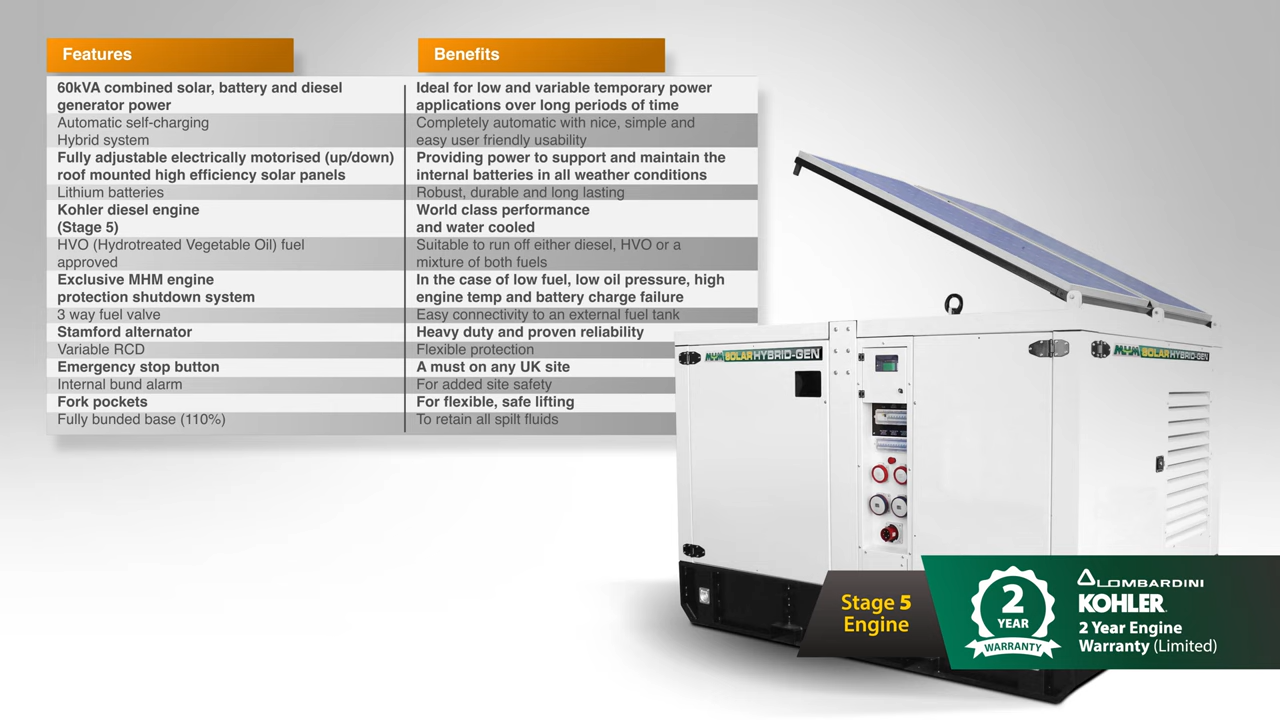 Features
Benefits
60kVA combined solar, battery and diesel
generator power
Ideal for low and variable temporary power
applications over long periods of time
Automatic self-charging
Hybrid system
Completely automatic with nice, simple and
easy user friendly usability
Fully adjustable electrically motorised (up/down)
roof mounted high efficiency solar panels
Providing power to support and maintain the
internal batteries in all weather conditions
Lithium batteries
Robust, durable and long lasting
Kohler diesel engine
(Stage 5)
World class performance
and water cooled
HVO (Hydrotreated Vegetable Oil) fuel
approved
Suitable to run off either diesel, HVO or a
mixture of both fuels
Exclusive MHM engine
protection shutdown system
In the case of low fuel, low oil pressure, high
engine temp and battery charge failure
3 way fuel valve
Easy connectivity to an external fuel tank
Stamford alternator
Heavy duty and proven reliability
Variable RCD
Flexible protection
Emergency stop button
A must on any UK site
Internal bund alarm
For added site safety
Fork pockets
For flexible, safe lifting
Fully bunded base (110%)
To retain all spilt fluids
MHM SOLAR HYBRID-GEN
MHM SOLAR HYBRID-GEN
Stage 5
Engine
2
YEAR
WARRANTY
LOMBARDINI
KOHLER
2 Year Engine
Warranty (Limited)